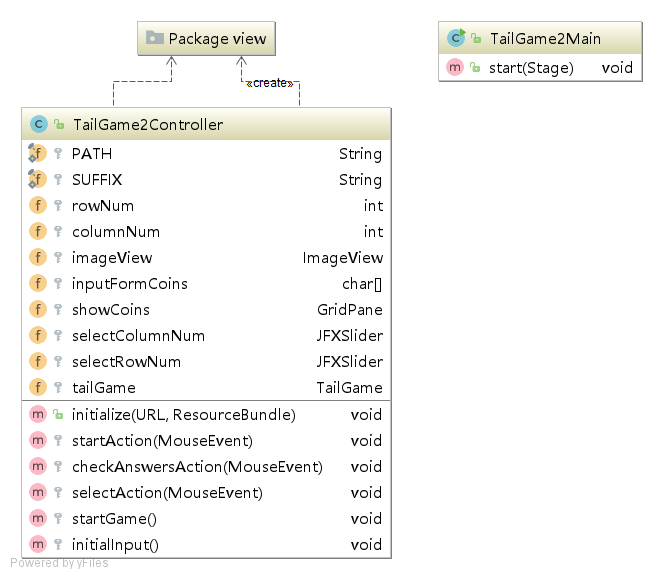 Package view
TailGame2Main
start(Stage) void
«create»
TailGame2Controller
PATH String
SUFFIX String
rowNum int
columnNum int
imageView ImageView
inputFormCoins char[]
showCoins GridPane
selectColumnNum JFXSlider
selectRowNum JFXSlider
tailGame TailGame
initialize(URL, ResourceBundle) void
startAction(MouseEvent) void
checkAnswersAction(MouseEvent) void
selectAction(MouseEvent) void
startGame() void
initialInput() void
Powered by yFiles